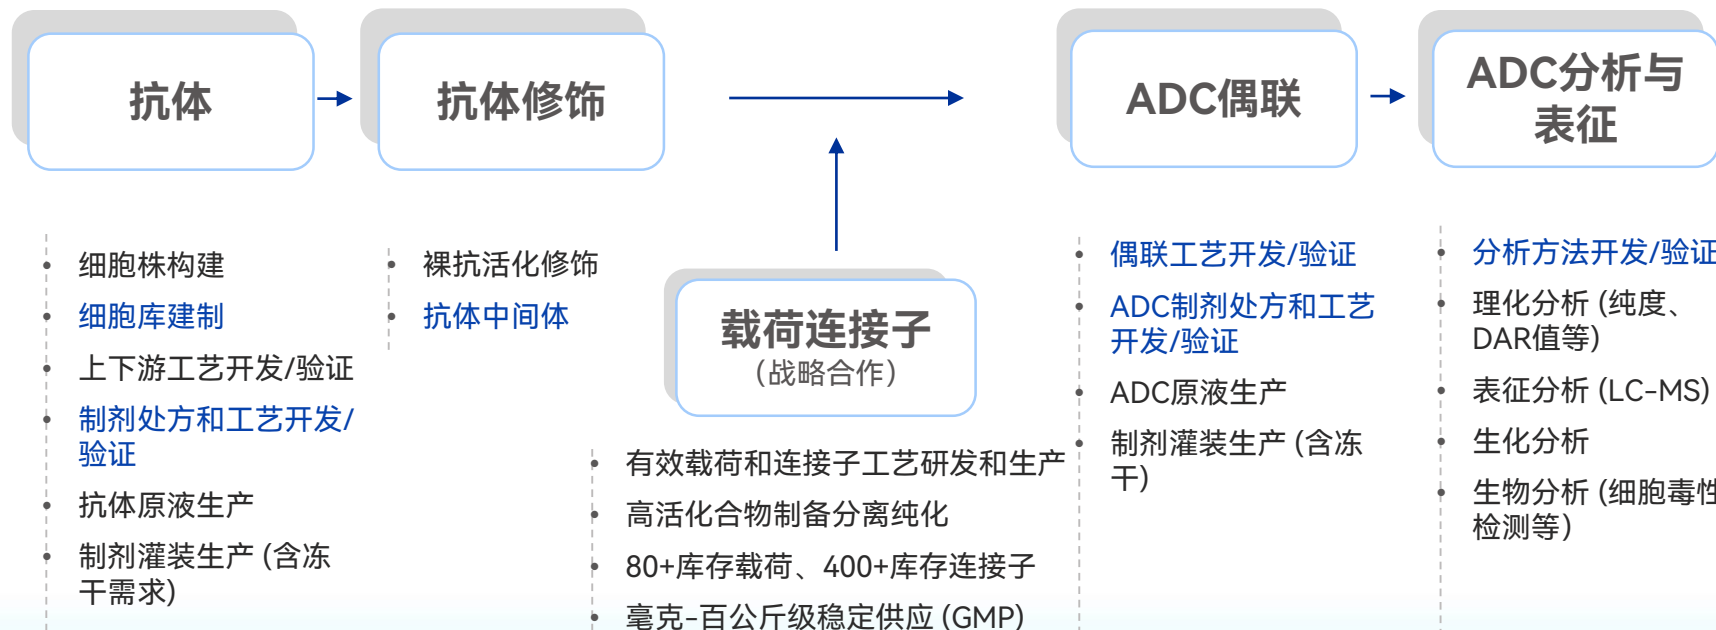 抗体
抗体修饰
ADC偶联
ADC分析与
表征
• 细胞株构建
• 细胞库建制
• 上下游工艺开发/验证
• 制剂处方和工艺开发/
验证
• 抗体原液生产
• 制剂灌装生产 (含冻
干需求)
• 裸抗活化修饰
• 抗体中间体
载荷连接子
（战略合作）
• 有效载荷和连接子工艺研发和生产
• 高活化合物制备分离纯化
• 80+库存载荷、400+库存连接子
• 毫克-百公斤级稳定供应 (GMP)
• 偶联工艺开发/验证
• ADC制剂处方和工艺
开发/验证
• ADC原液生产
• 制剂灌装生产 (含冻
干)
• 分析方法开发/验证
• 理化分析 (纯度、
DAR值等)
• 表征分析 (LC-MS)
• 生化分析
• 生物分析 (细胞毒性
检测等)